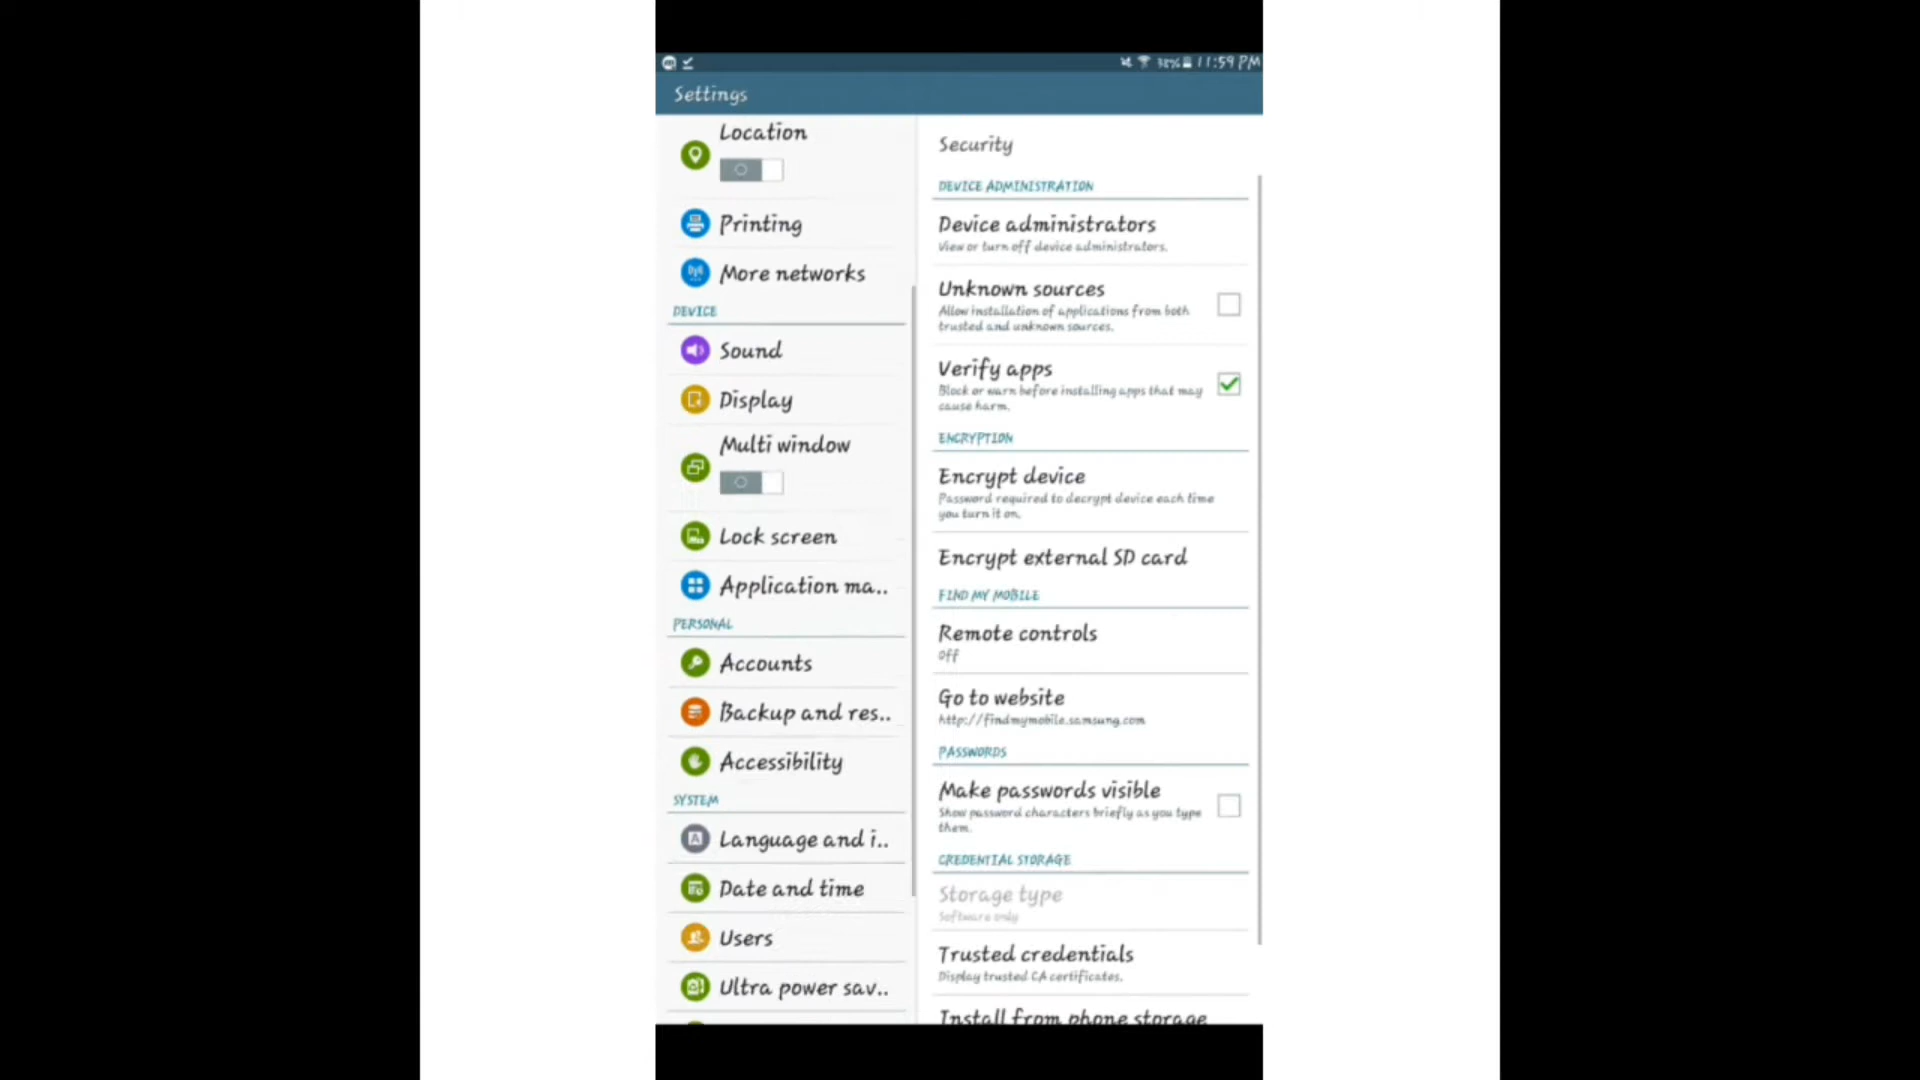 38% 11:59 PM
Settings
Location
Printing
More networks
DEVICE
Sound
Display
Multi window
Lock screen
Application ma..
PERSONAL
Accounts
Backup and res..
Accessibility
SYSTEM
Language and i..
Date and time
Users
Ultra power sav..
Security
DEVICE ADMINISTRATION
Device administrators
View or turn off device administrators.
Unknown sources
Allow installation of applications from both
trusted and unknown sources.
Verify apps
Block or warn before installing apps that may
cause harm.
ENCRYPTION
Encrypt device
Password required to decrypt device each time
you turn it on.
Encrypt external SD card
FIND MY MOBILE
Remote controls
Off
Go to website
http://findmymobile.samsung.com
PASSWORDS
Make passwords visible
Show password characters briefly as you type
them.
CREDENTIAL STORAGE
Storage type
Software only
Trusted credentials
Display trusted CA certificates.
Install from phone storage